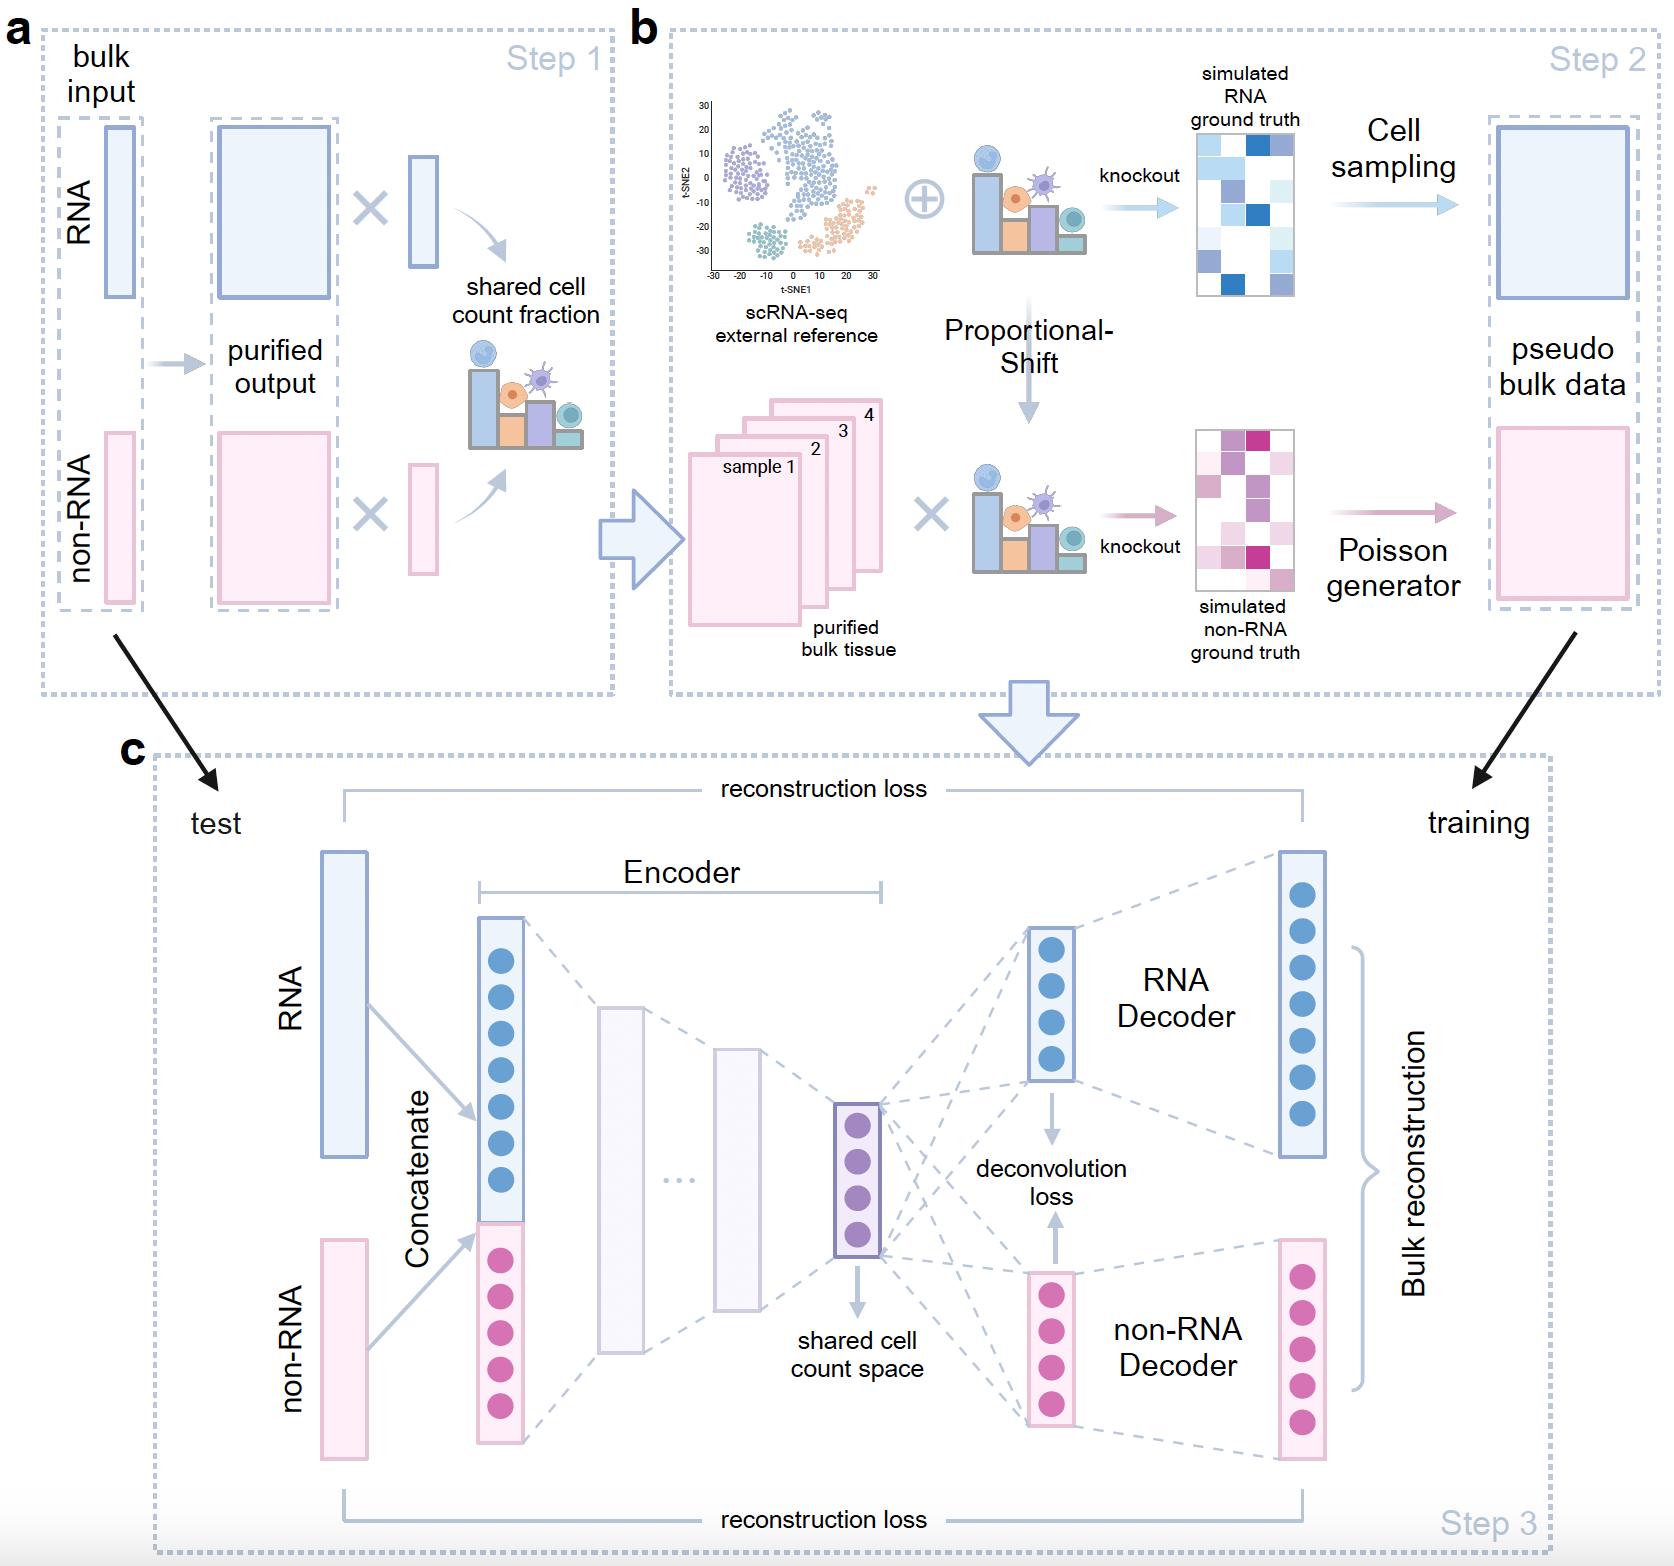 a
Step 1
bulk
input
RNA
non-RNA
purified
output
shared cell
count fraction
b
Step 2
30
20
10
0
-10
-20
-30
t-SNE2
-30
-20
-10
0
10
20
30
t-SNE1
scRNA-seq
external reference
knockout
simulated
RNA
ground truth
Cell
sampling
Proportional-
Shift
pseudo
bulk data
sample 1
2
3
4
purified
bulk tissue
knockout
simulated
non-RNA
ground truth
Poisson
generator
c
test
training
reconstruction loss
Encoder
RNA
non-RNA
Concatenate
...
shared cell
count space
deconvolution
loss
RNA
Decoder
non-RNA
Decoder
Bulk reconstruction
reconstruction loss
Step 3